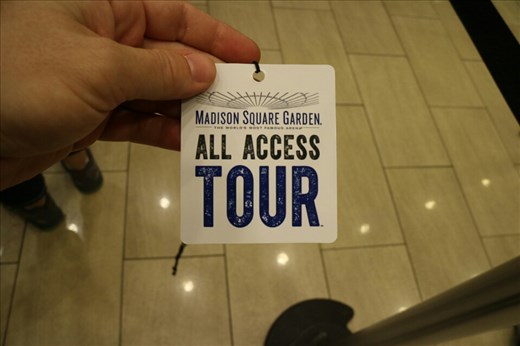 MADISON SQUARE GARDEN.
THE WORLD'S MOST FAMOUS ARENA
ALL ACCESS
TOUR